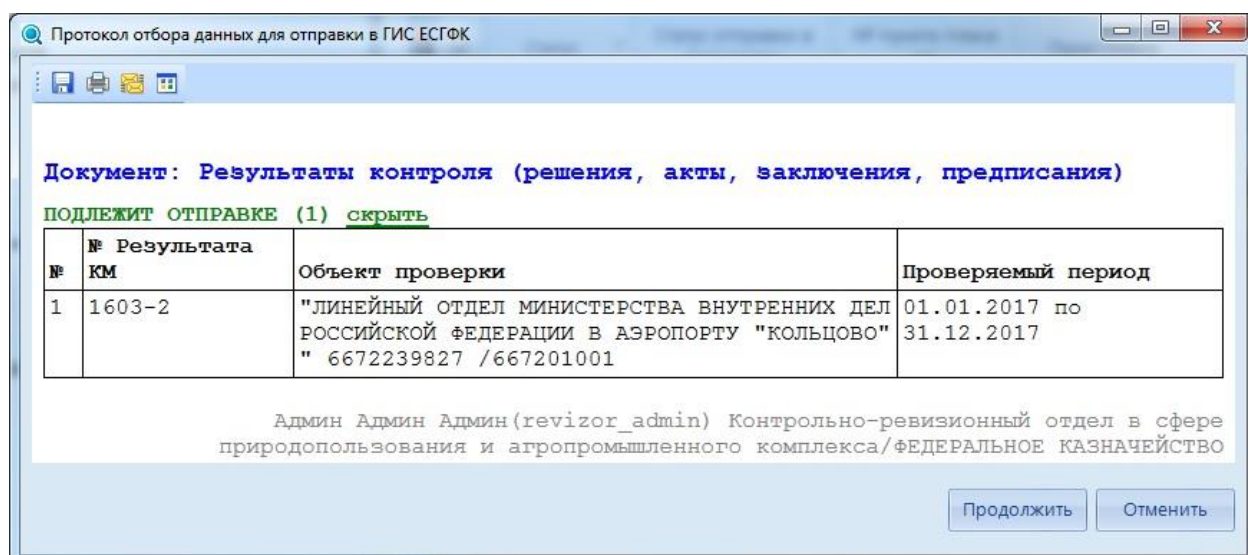 Протокол отбора данных для отправки в ГИС ЕСГФК
Документ: Результаты контроля (решения, акты, заключения, предписания)
ПОДЛЕЖИТ ОТПРАВКЕ (1) скрыть
№ № Результата КМ Объект проверки Проверяемый период
1 1603-2 "ЛИНЕЙНЫЙ ОТДЕЛ МИНИСТЕРСТВА ВНУТРЕННИХ ДЕЛ 01.01.2017 по
РОССИЙСКОЙ ФЕДЕРАЦИИ В АЭРОПОРТУ "КОЛЬЦОВО" 31.12.2017
" 6672239827 /667201001
Админ Админ Админ(revizor_admin) Контрольно-ревизионный отдел в сфере
природопользования и агропромышленного комплекса/ФЕДЕРАЛЬНОЕ КАЗНАЧЕЙСТВО
Продолжить Отменить